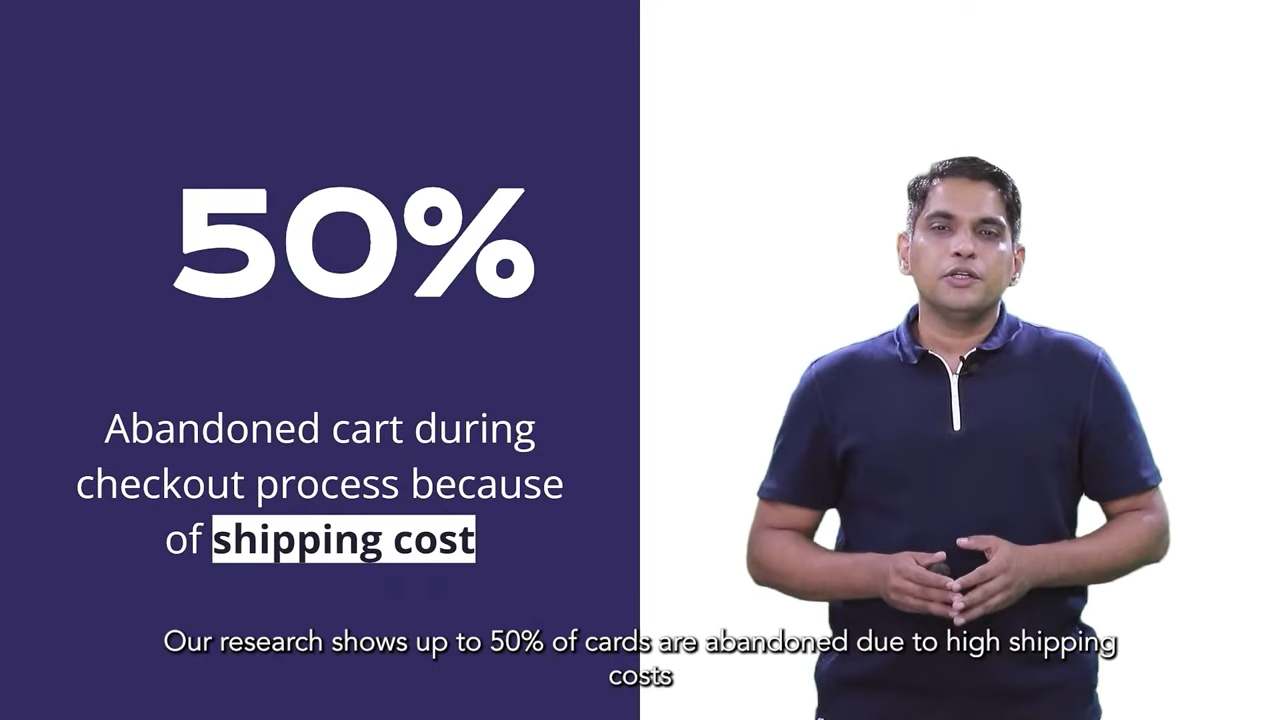 50%
Abandoned cart during
checkout process because
of shipping cost
Our research shows up to 50% of cards are abandoned due to high shipping
costs